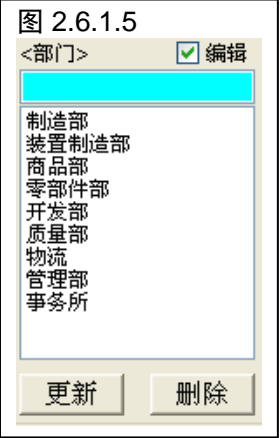 图 2.6.1.5
<部门> 编辑
制造部
装置制造部
商品部
零部件部
开发部
质量部
物流
管理部
事务所
更新 删除